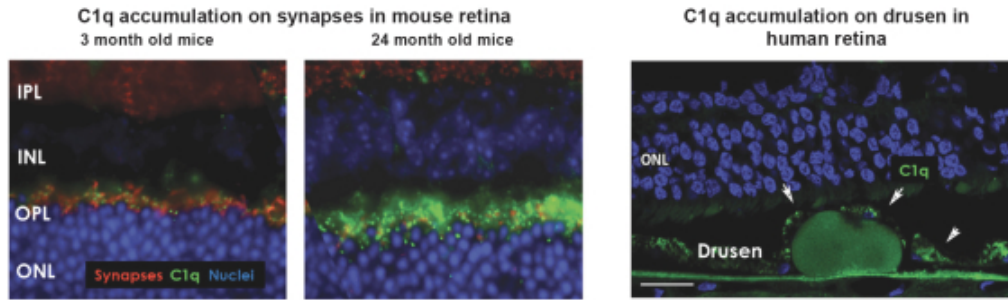 C1q accumulation on synapses in mouse retina
3 month old mice
24 month old mice
IPL
INL
OPL
ONL
Synapses C1q Nuclei
C1q accumulation on drusen in
human retina
ONL
C1q
Drusen